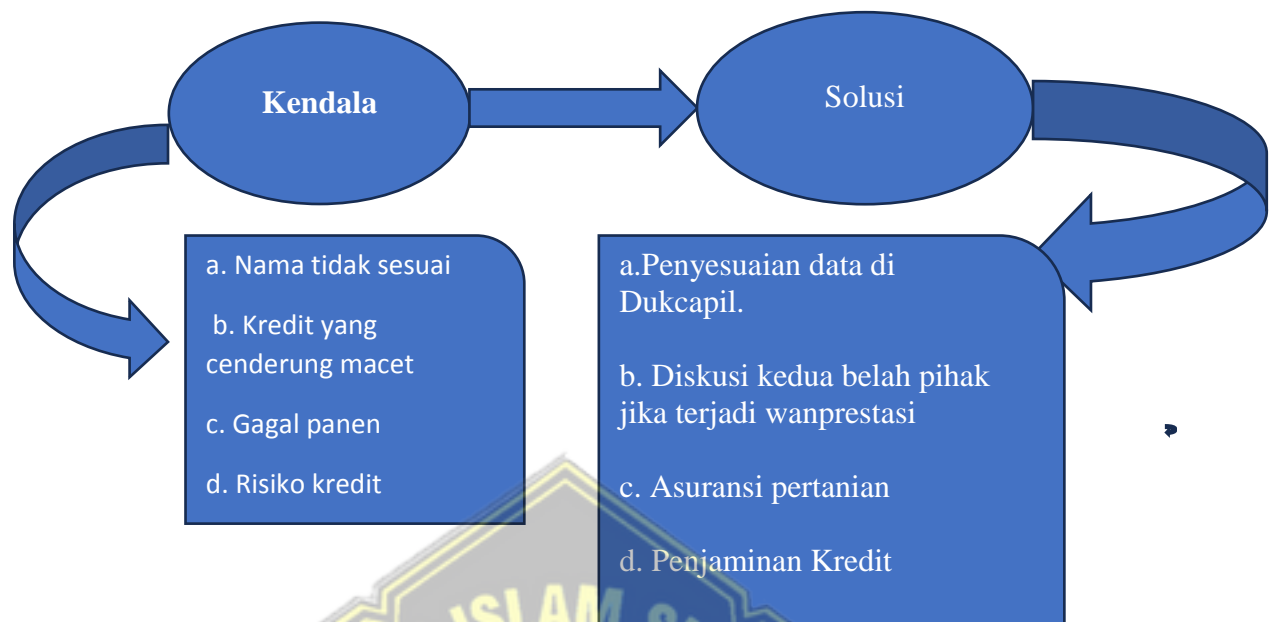 Kendala
Solusi
a. Nama tidak sesuai
b. Kredit yang
cenderung macet
c. Gagal panen
d. Risiko kredit
a.Penyesuaian data di
Dukcapil.
b. Diskusi kedua belah pihak
jika terjadi wanprestasi
c. Asuransi pertanian
d. Penjaminan Kredit
ISLAM